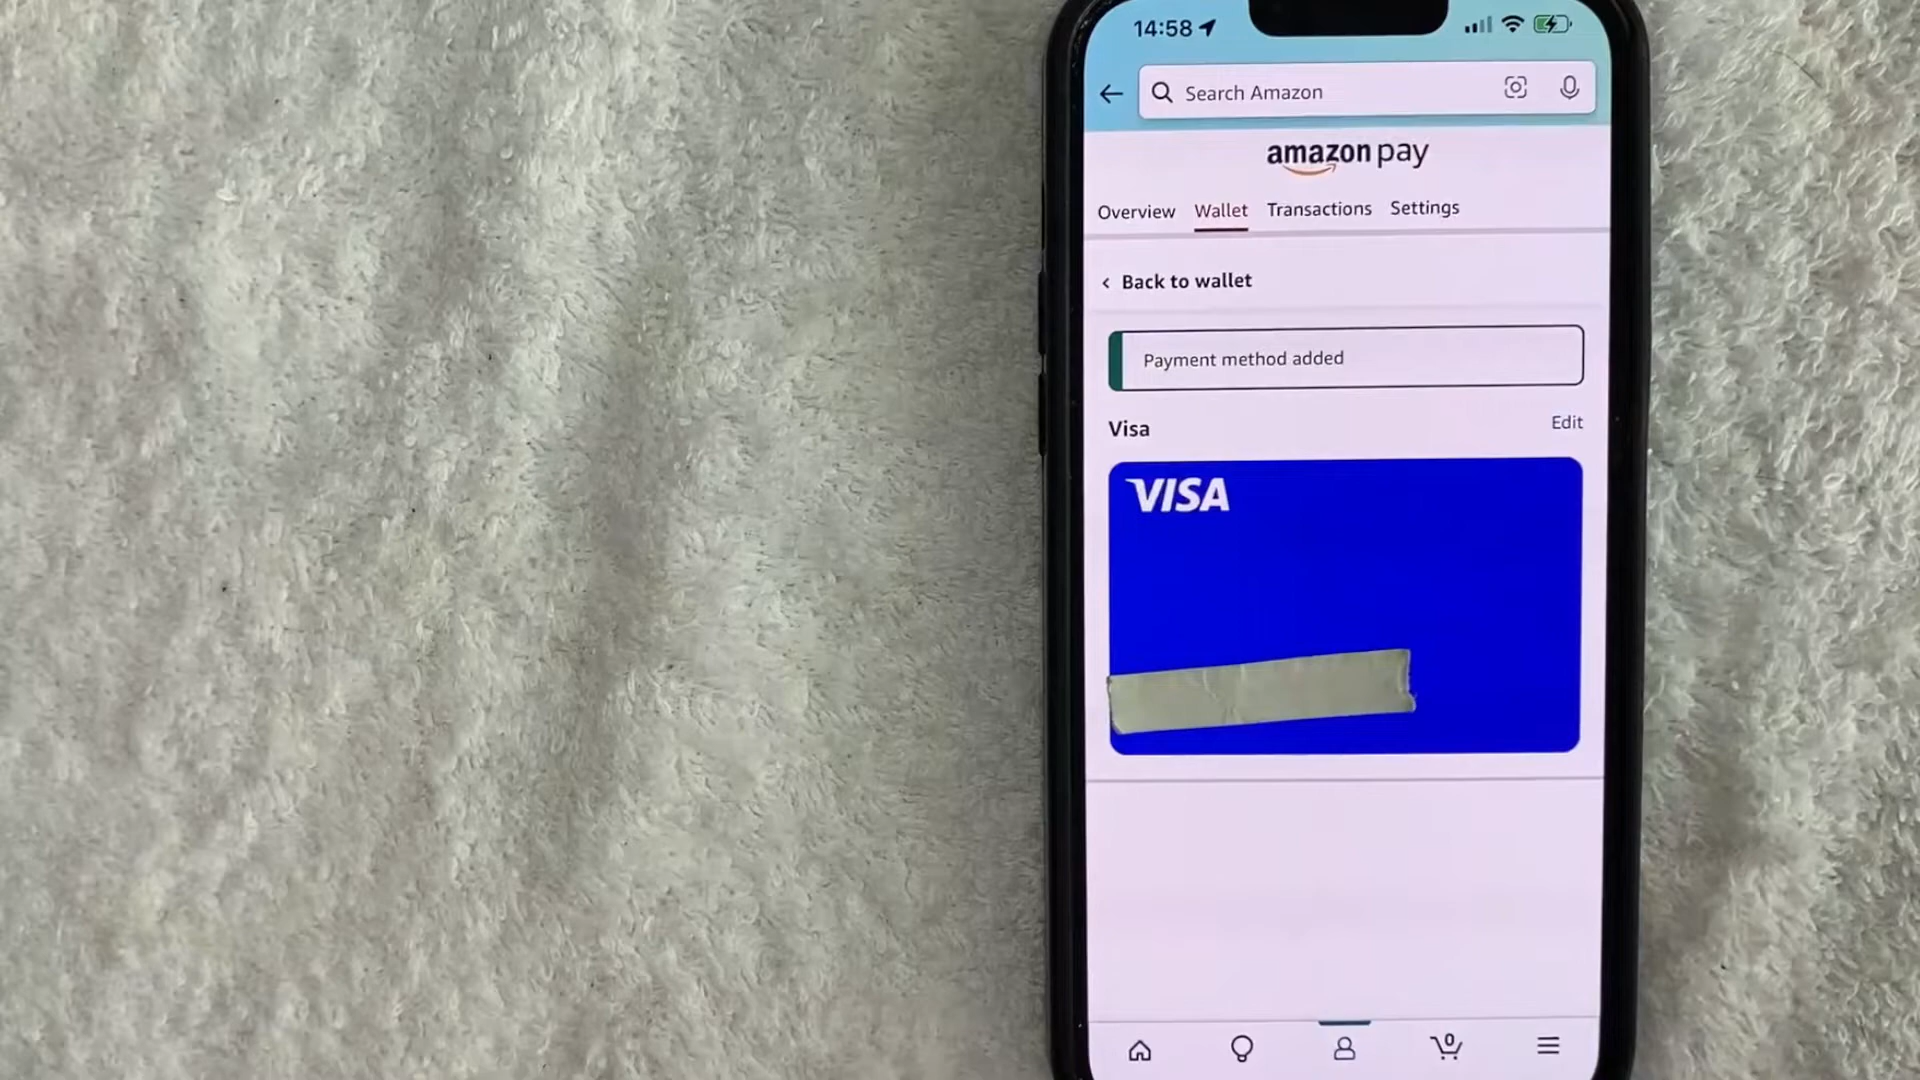 14:58
Search Amazon
amazon pay
Overview Wallet Transactions Settings
Back to wallet
Payment method added
Visa Edit
VISA
0